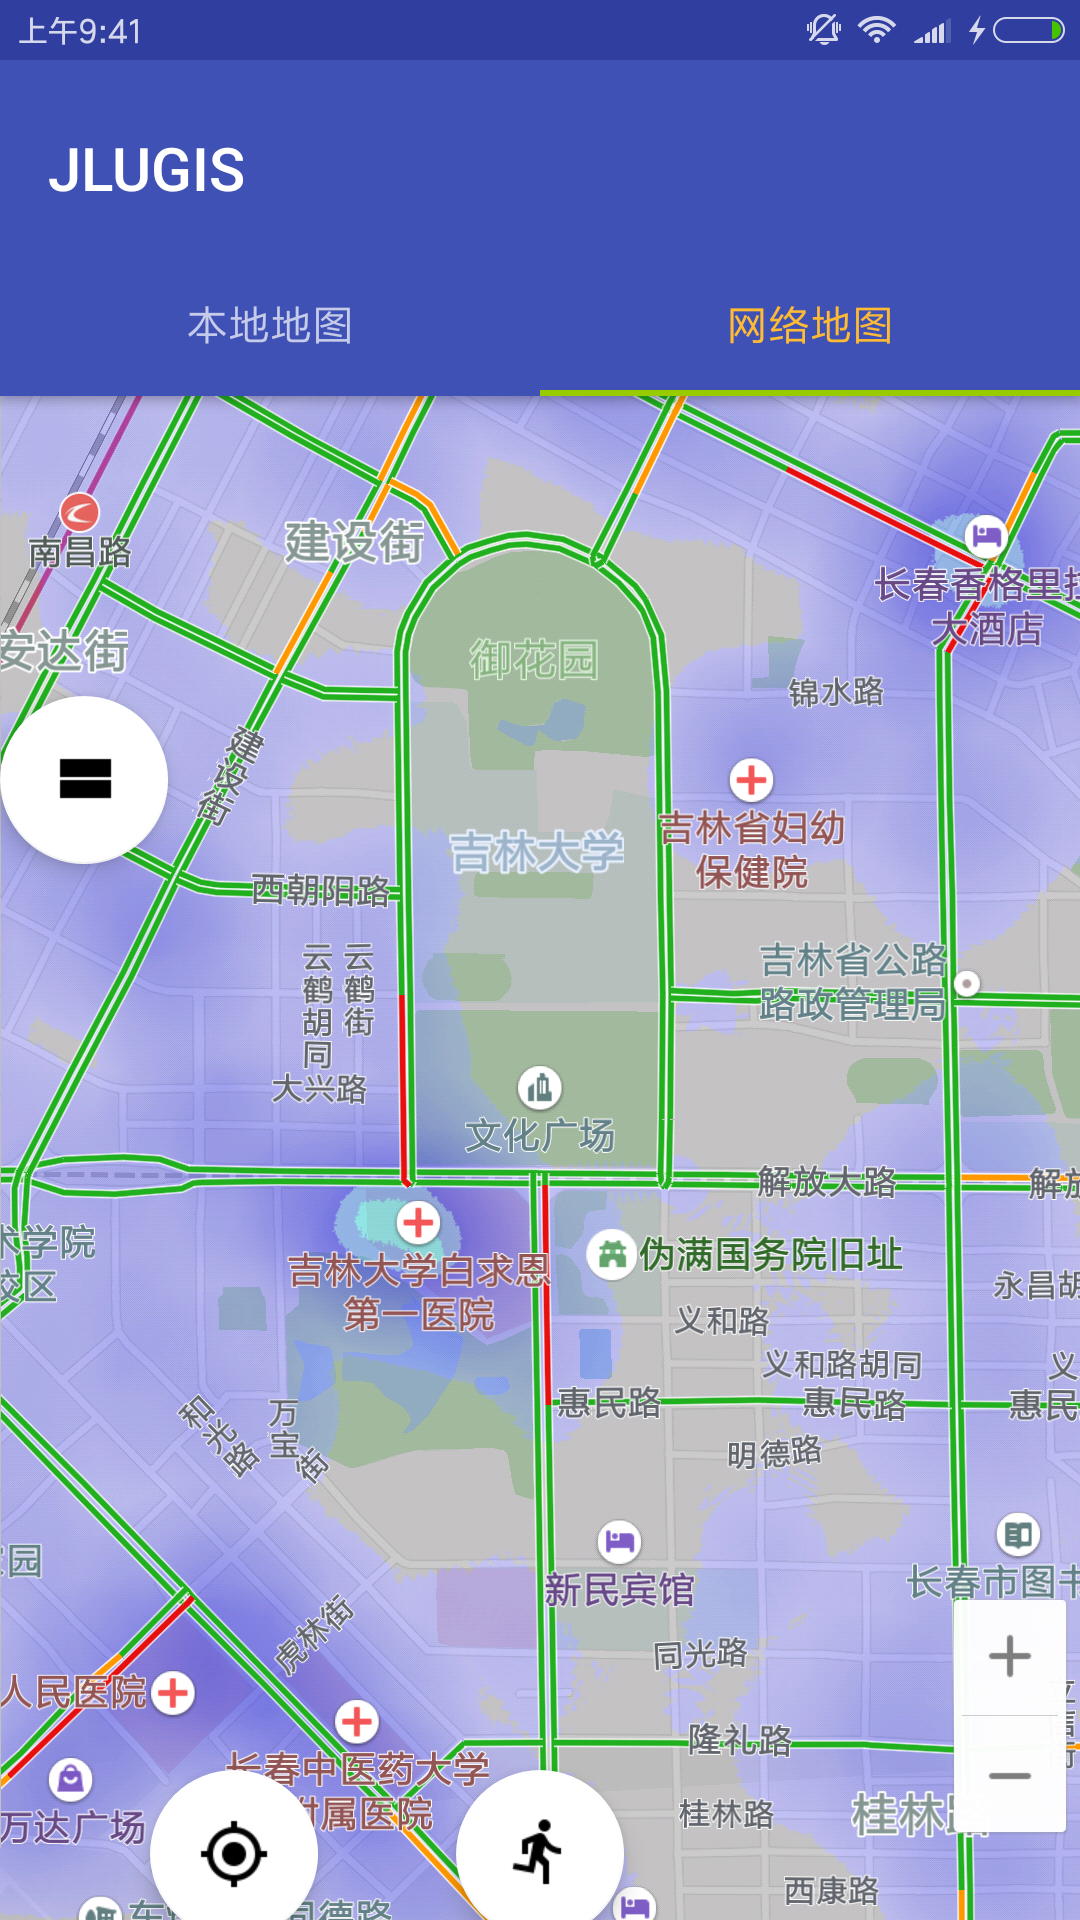 上午9:41
JLUGIS
本地地图
网络地图
南昌路
建设街
长春香格里拉
大酒店
安达街
御花园
锦水路
建设街
吉林大学
吉林省妇幼
保健院
西朝阳路
云鹤胡同
云鹤街
吉林省公路
路政管理局
大兴路
文化广场
解放大路
解放
术学院
校区
吉林大学白求恩
第一医院
伪满国务院旧址
永昌胡
义和路
义和路胡同
义
惠民路
惠民路
惠民
和光路
万宝街
明德路
园
新民宾馆
长春市图书
虎林街
同光路
人民医院
隆礼路
长春中医药大学
附属医院
万达广场
桂林路
桂林路
西康路
同德路